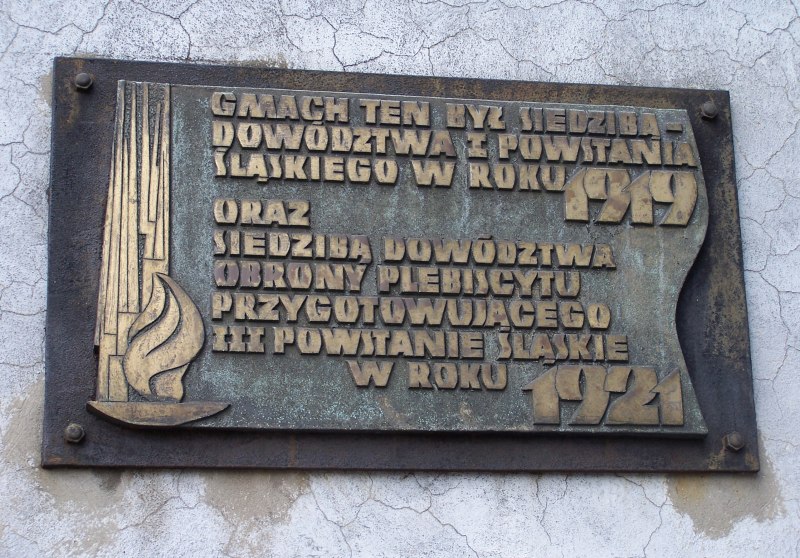 GMACH TEN BYŁ SIEDZIBĄ
DOWÓDZTWA I POWSTANIA
ŚLĄSKIEGO W ROKU 1919
ORAZ
SIEDZIBĄ DOWÓDZTWA
OBRONY PLEBISCYTU
PRZYGOTOWUJĄCEGO
III POWSTANIE ŚLĄSKIE
W ROKU 1921